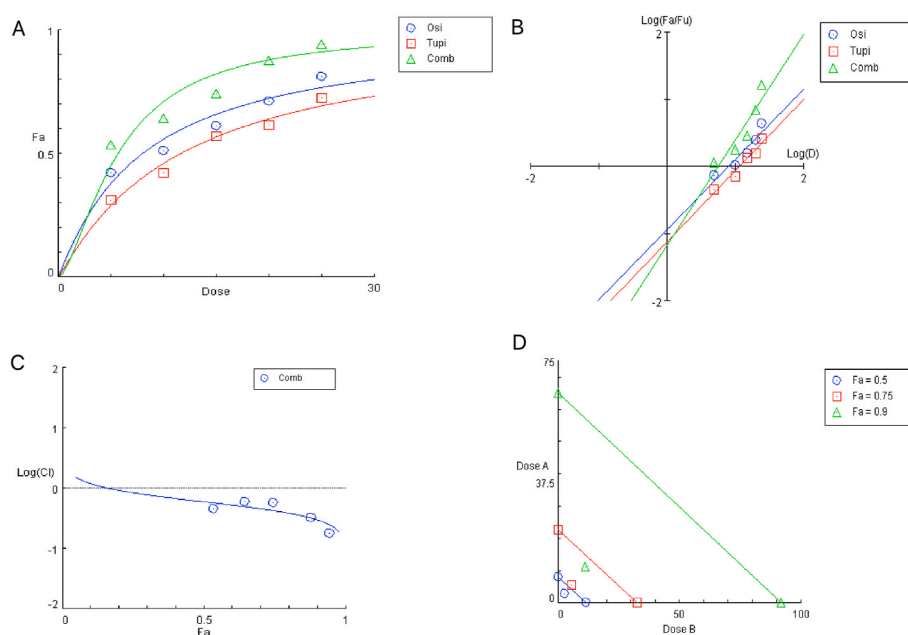 A
1
Fa
0.5
0
0
Dose
30
Osi
Tupi
Comb
B
Log(Fa/Fu)
2
Log(D)
-2
2
-2
Osi
Tupi
Comb
C
2
1
Log(CI)
0
-1
-2
0
0.5
1
Fa
Comb
D
75
Dose A
37.5
0
0
50
100
Dose B
Fa = 0.5
Fa = 0.75
Fa = 0.9